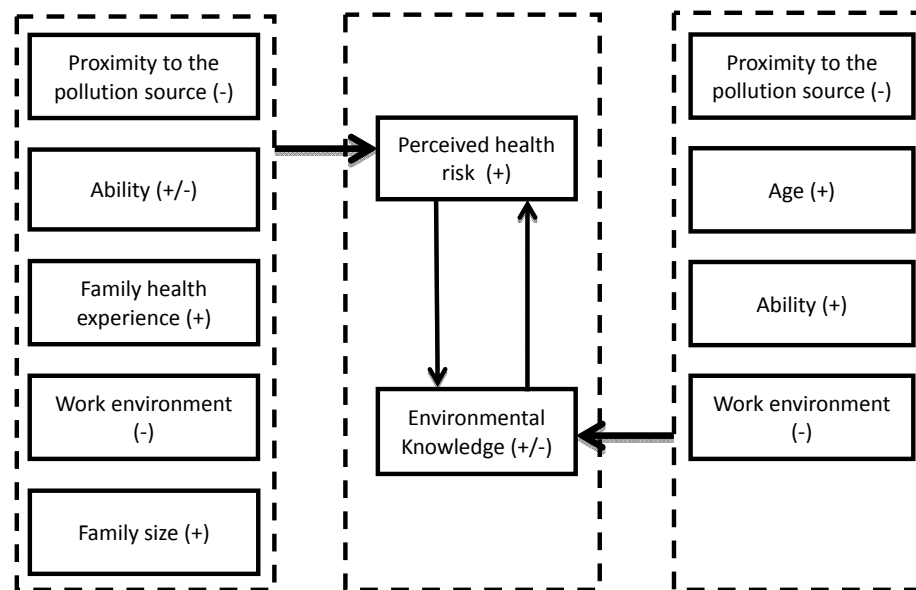 Proximity to the
pollution source (-)
Ability (+/-)
Family health
experience (+)
Work environment
(-)
Family size (+)
Perceived health
risk (+)
Environmental
Knowledge (+/-)
Proximity to the
pollution source (-)
Age (+)
Ability (+)
Work environment
(-)